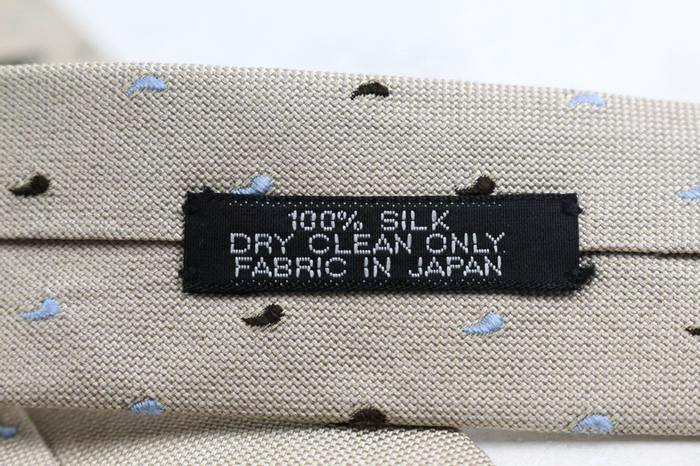 100% SILK
DRY CLEAN ONLY
FABRIC IN JAPAN